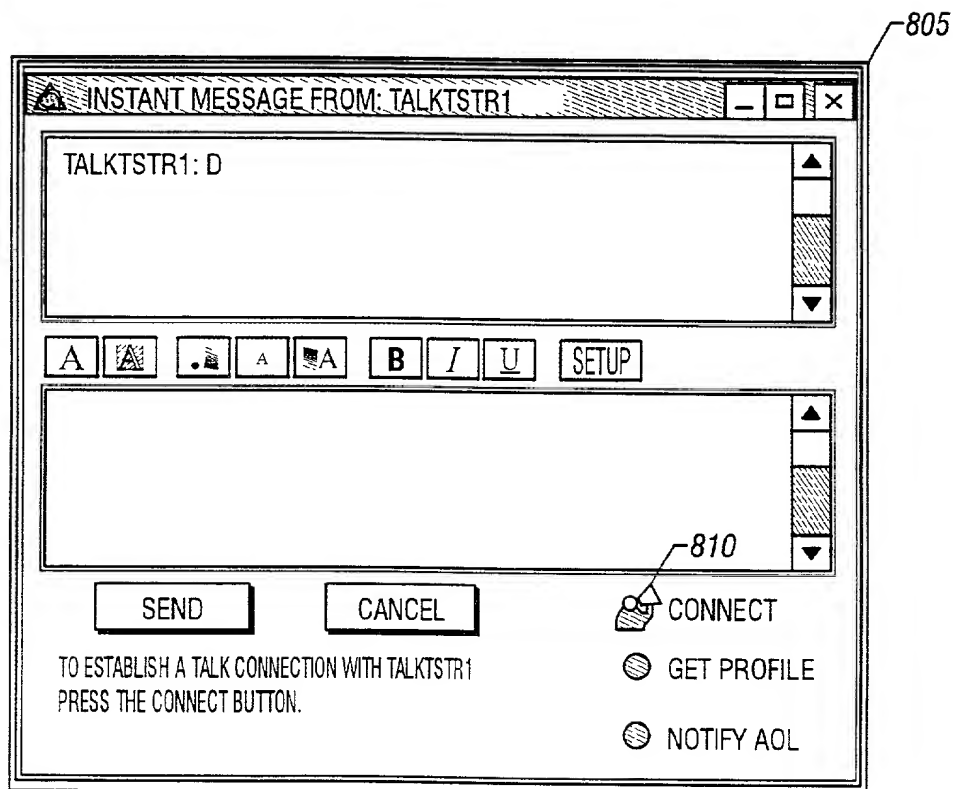 805
INSTANT MESSAGE FROM: TALKTSTR1
TALKTSTR1: D
A A A A B I U SETUP
810
SEND CANCEL CONNECT
TO ESTABLISH A TALK CONNECTION WITH TALKTSTR1
PRESS THE CONNECT BUTTON.
GET PROFILE
NOTIFY AOL